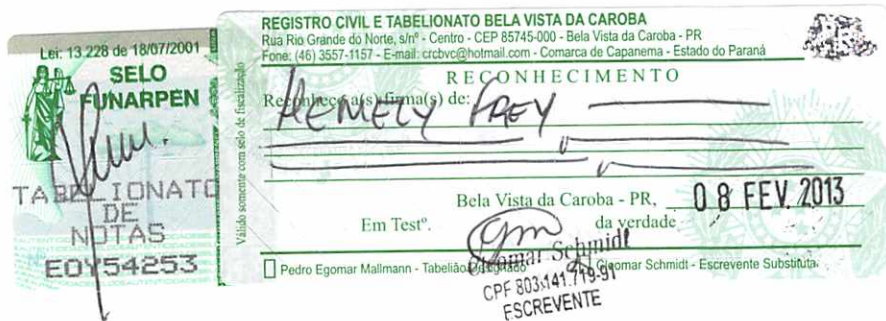 Lei: 13.228 de 18/07/2001
SELO
FUNARPEN
TABELIONATO
DE
NOTAS
EOY54253
Válido somente com selo de fiscalização
REGISTRO CIVIL E TABELIONATO BELA VISTA DA CAROBA
Rua Rio Grande do Norte, s/nº - Centro - CEP 85745-000 - Bela Vista da Caroba - PR
Fone: (46) 3557-1157 - E-mail: crcbvc@hotmail.com - Comarca de Capanema - Estado do Paraná
RECONHECIMENTO
Reconheço a(s) firma(s) de: HEMELY FREY
Bela Vista da Caroba - PR, 08 FEV. 2013
Em Testº. da verdade
Pedro Egomar Mallmann - Tabelião Designado Gleomar Schmidt - Escrevente Substituta.
Schmidt
CPF 803.141.719-91
ESCREVENTE